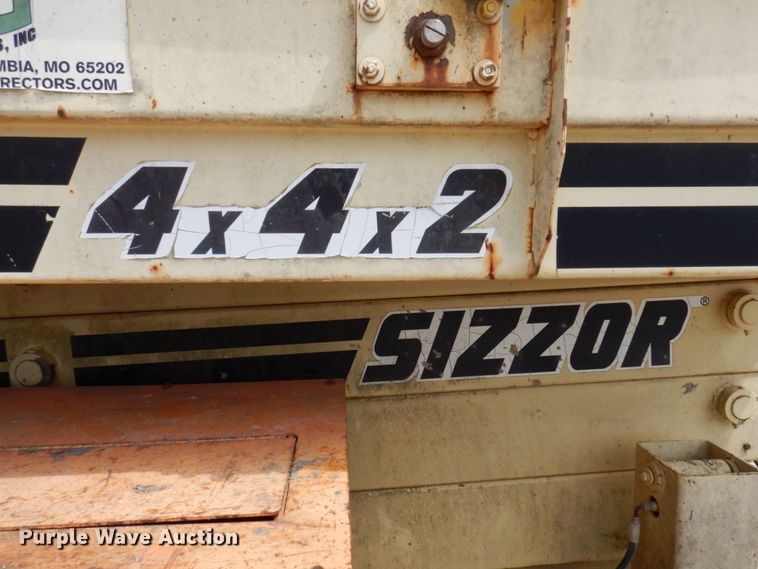 , INC
MBIA, MO 65202
RECTORS.COM
4x4x2
SIZZOR®
Purple Wave Auction